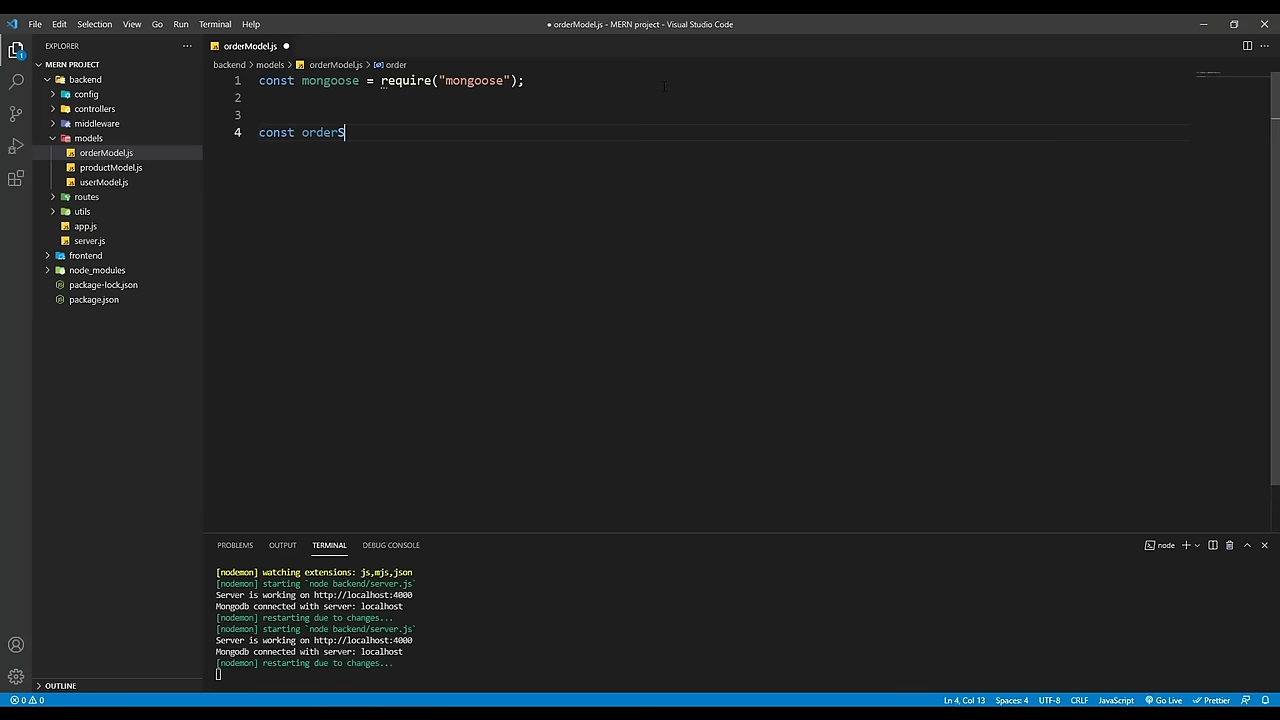 File Edit Selection View Go Run Terminal Help
● orderModel.js - MERN project - Visual Studio Code
EXPLORER ···
MERN PROJECT
backend
config
controllers
middleware
models
orderModel.js
productModel.js
userModel.js
routes
utils
app.js
server.js
frontend
node_modules
package-lock.json
package.json
OUTLINE
1
orderModel.js ●
backend > models > orderModel.js > order
1 const mongoose = require("mongoose");
2
3
4 const orderS
PROBLEMS OUTPUT TERMINAL DEBUG CONSOLE
node
[nodemon] watching extensions: js,mjs,json
[nodemon] starting `node backend/server.js`
Server is working on http://localhost:4000
Mongodb connected with server: localhost
[nodemon] restarting due to changes...
[nodemon] starting `node backend/server.js`
Server is working on http://localhost:4000
Mongodb connected with server: localhost
[nodemon] restarting due to changes...
0 0 Ln 4, Col 13 Spaces: 4 UTF-8 CRLF JavaScript Go Live Prettier